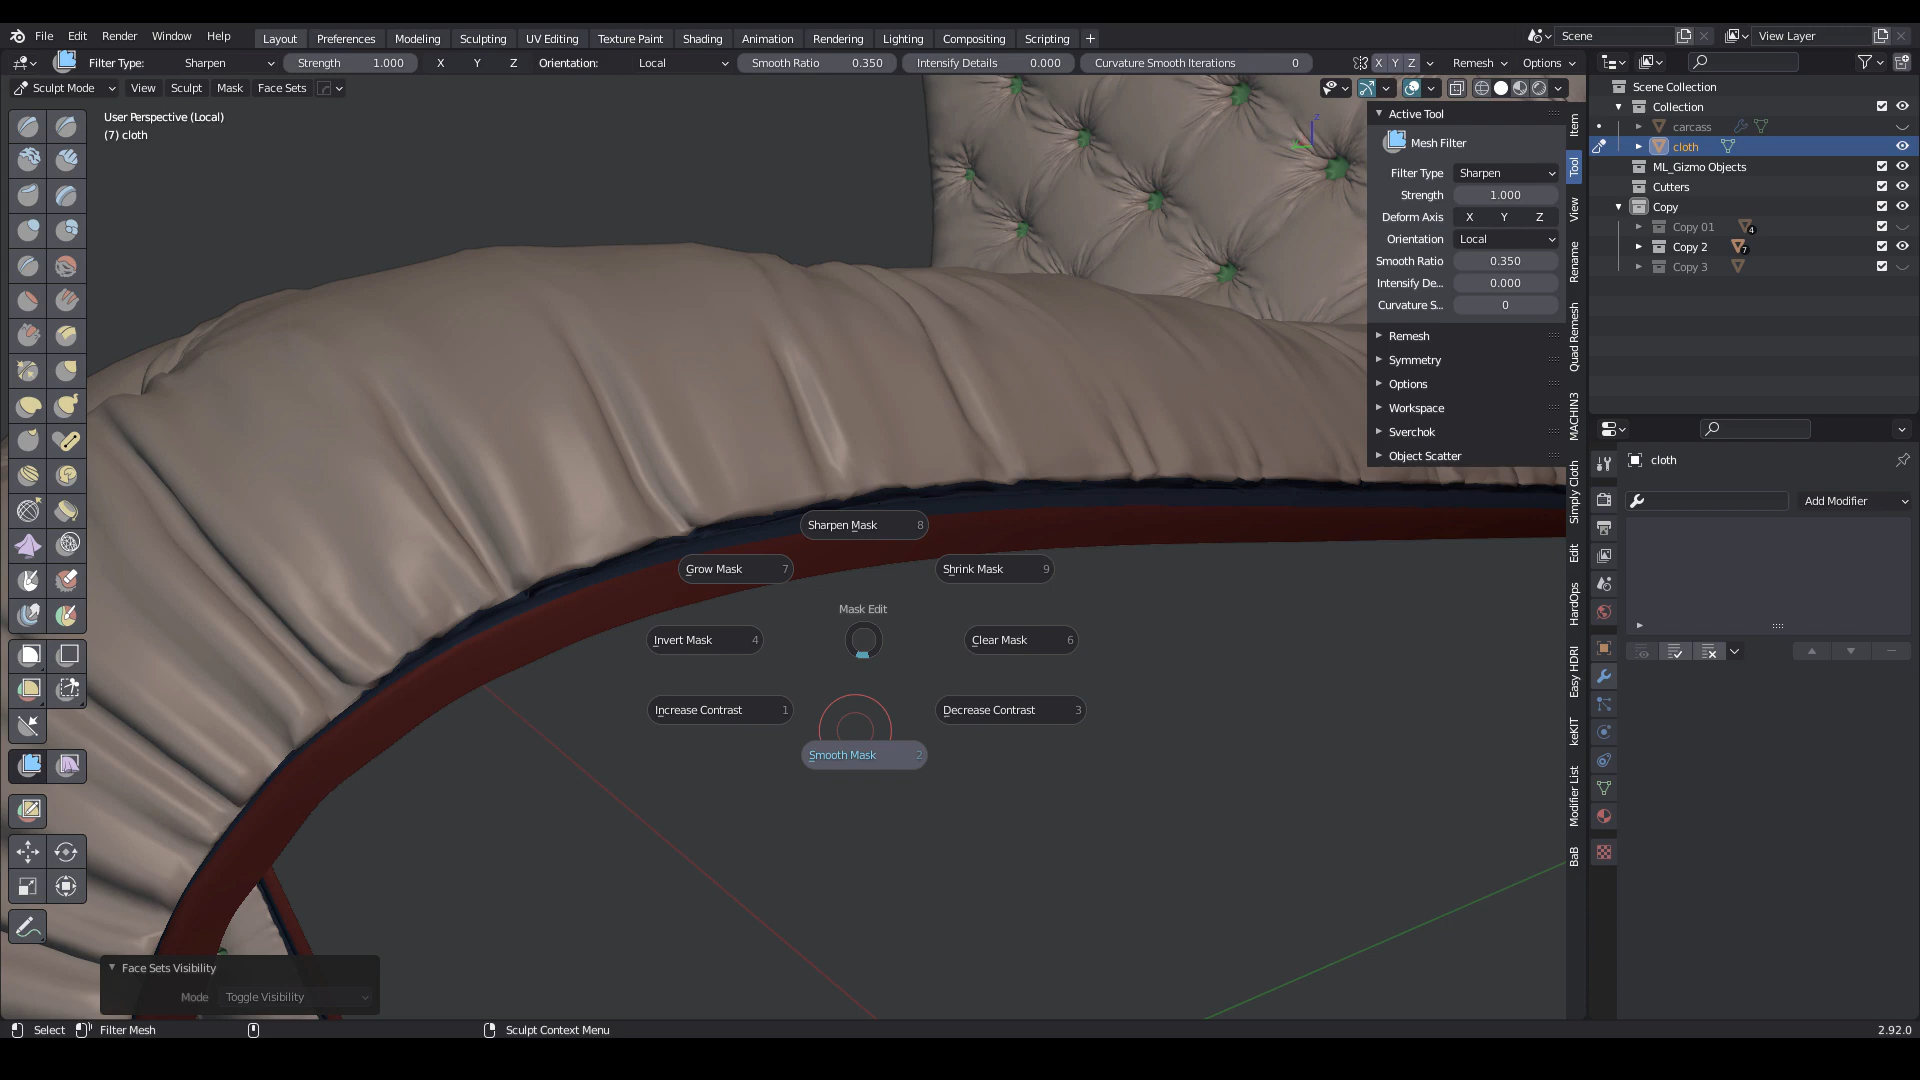 File Edit Render Window Help Layout Preferences Modeling Sculpting UV Editing Texture Paint Shading Animation Rendering Lighting Compositing Scripting + Scene View Layer
Filter Type: Sharpen Strength 1.000 X Y Z Orientation: Local Smooth Ratio 0.350 Intensify Details 0.000 Curvature Smooth Iterations 0 X Y Z Remesh Options
Sculpt Mode View Sculpt Mask Face Sets
User Perspective (Local)
(7) cloth
Z
Active Tool
Mesh Filter
Filter Type Sharpen
Strength 1.000
Deform Axis X Y Z
Orientation Local
Smooth Ratio 0.350
Intensify De... 0.000
Curvature S... 0
Remesh
Symmetry
Options
Workspace
Sverchok
Object Scatter
Item
Tool
View
Rename
Quad Remesh
MACHIN3
Simply Cloth
Edit
HardOps
Easy HDRI
keKIT
Modifier List
BaB
Scene Collection
Collection
carcass
cloth
ML_Gizmo Objects
Cutters
Copy
Copy 01 4
Copy 2 7
Copy 3
cloth
Add Modifier
Sharpen Mask 8
Grow Mask 7
Shrink Mask 9
Mask Edit
Invert Mask 4
Clear Mask 6
Increase Contrast 1
Decrease Contrast 3
Smooth Mask 2
Face Sets Visibility
Mode Toggle Visibility
Select Filter Mesh Sculpt Context Menu 2.92.0